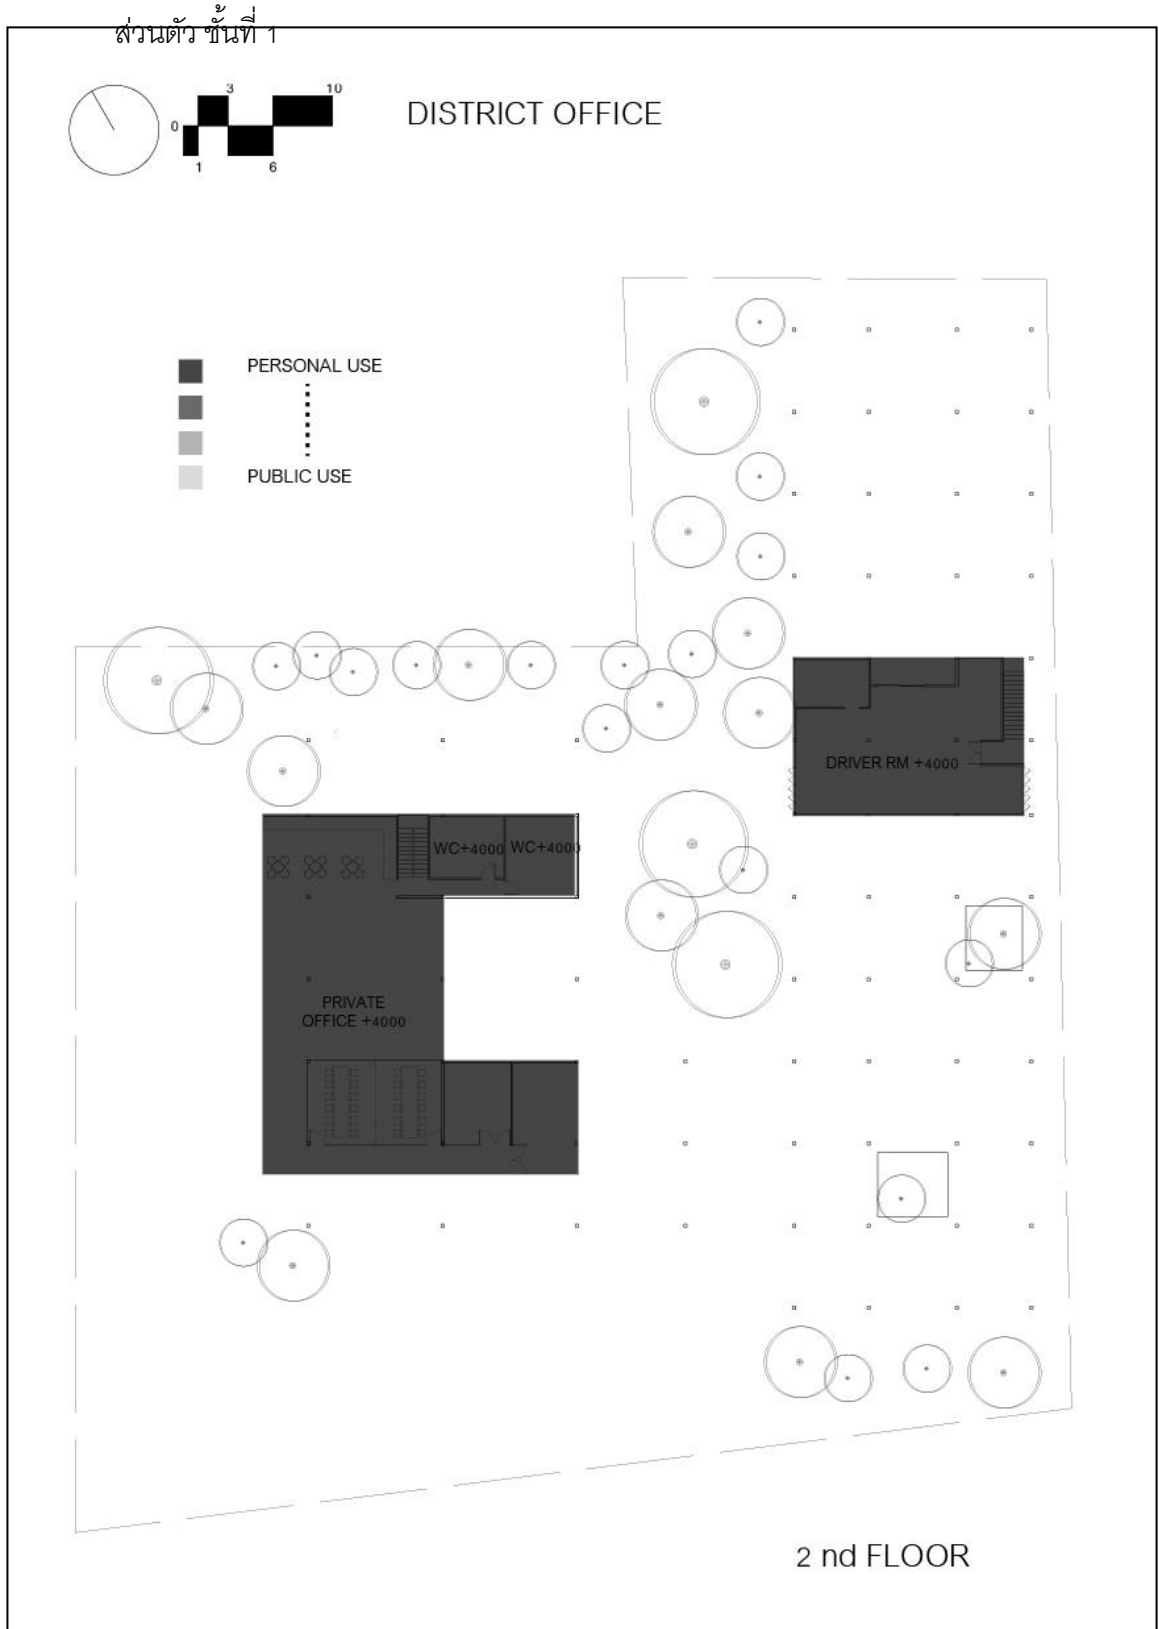 ส่วนตัว ชั้นที่ 1
3 10
DISTRICT OFFICE
0
1 6
PERSONAL USE
PUBLIC USE
DRIVER RM +4000
WC+4000 WC+4000
PRIVATE
OFFICE +4000
2 nd FLOOR